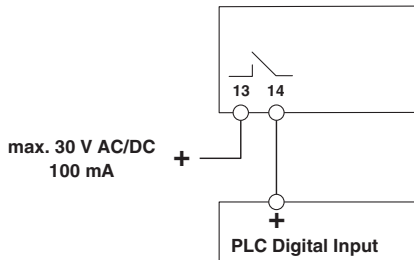 13 14
max. 30 V AC/DC
100 mA
+
+
PLC Digital Input